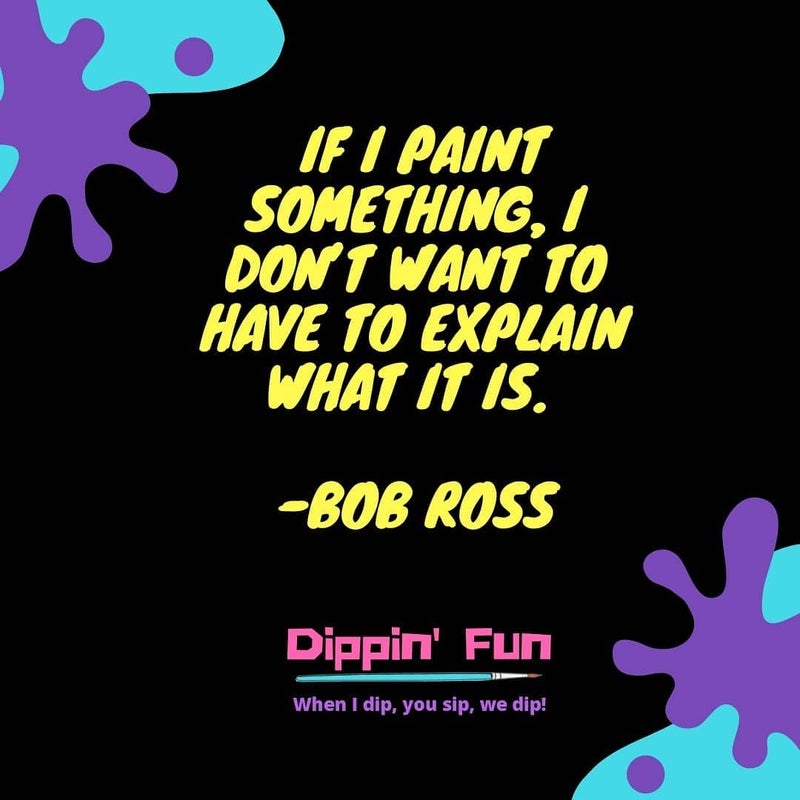 IF I PAINT
SOMETHING, I
DON'T WANT TO
HAVE TO EXPLAIN
WHAT IT IS.
-BOB ROSS
Dippin' Fun
When I dip, you sip, we dip!